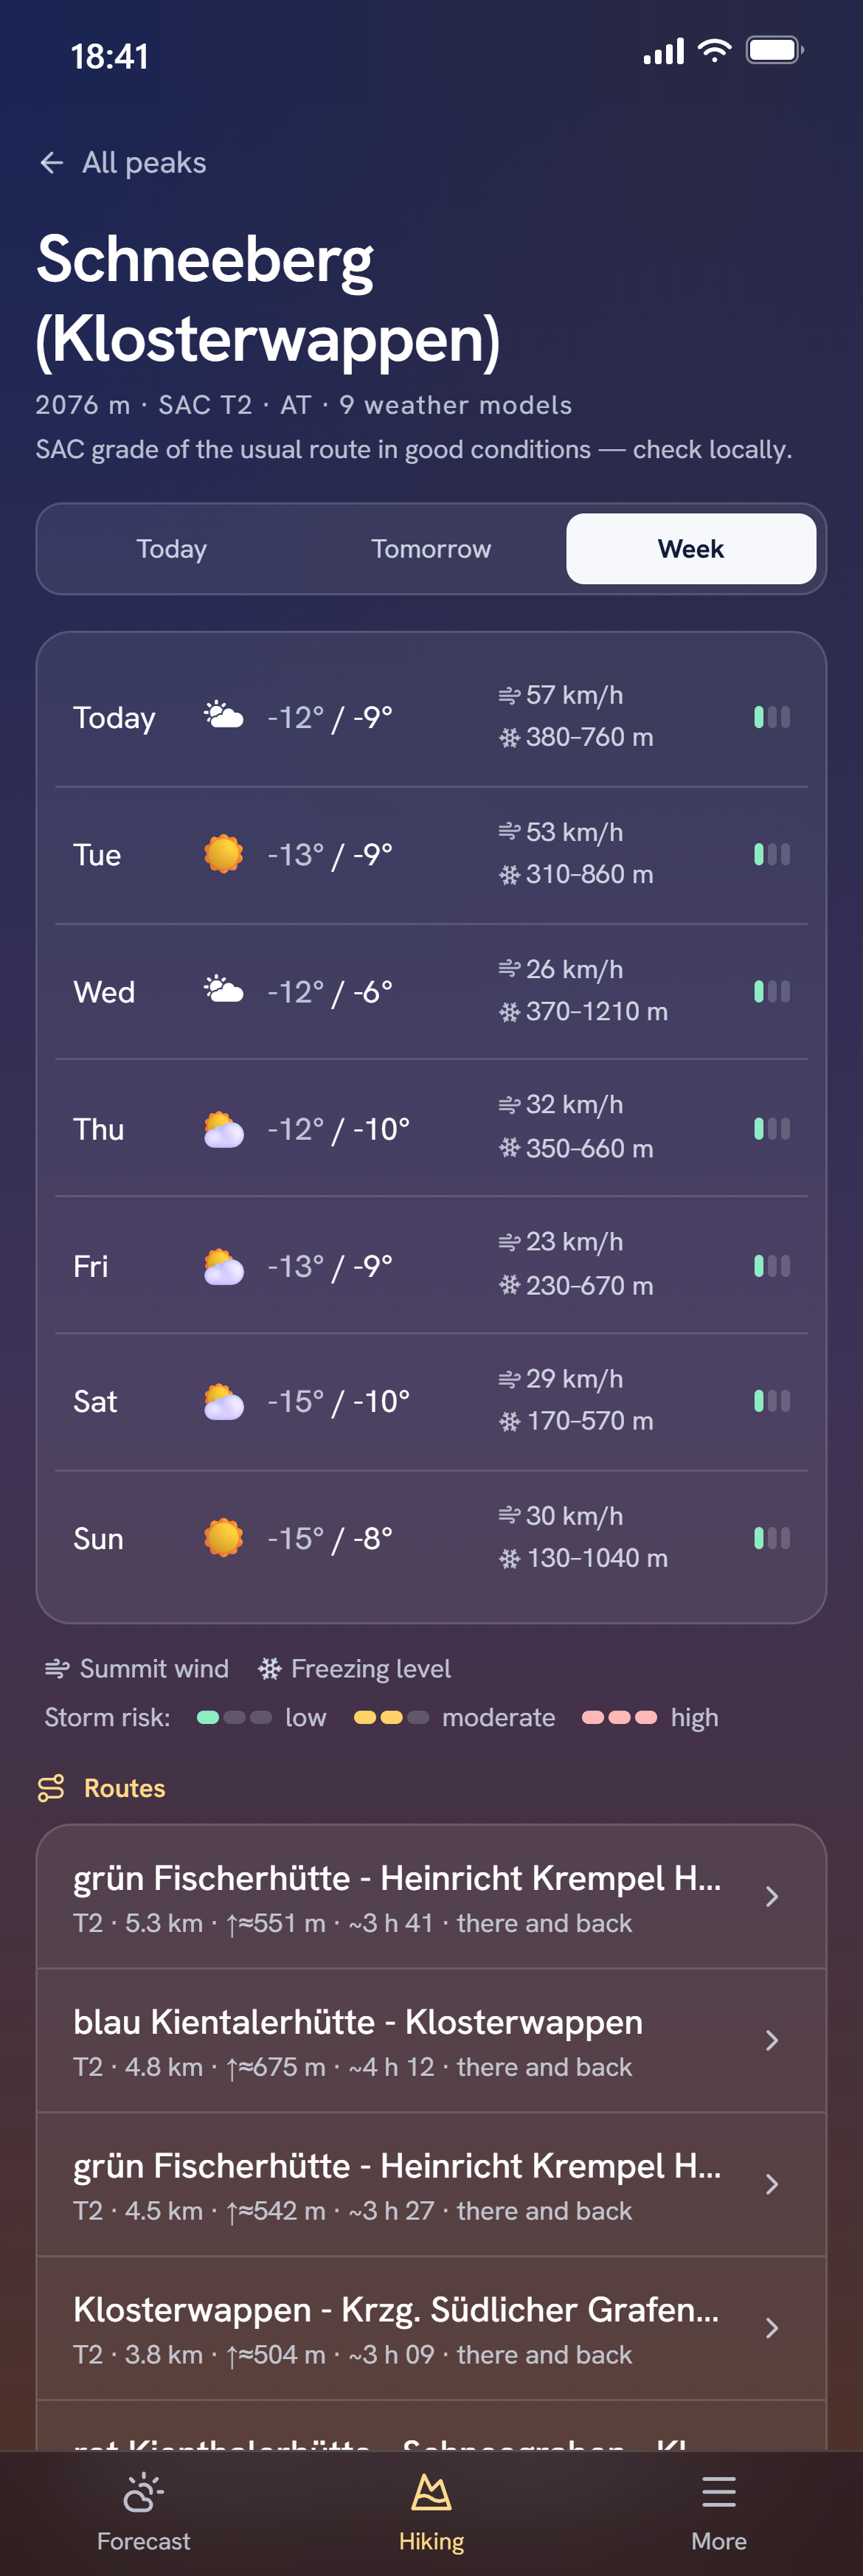 18:41
← All peaks
Schneeberg
(Klosterwappen)
2076 m · SAC T2 · AT · 9 weather models
SAC grade of the usual route in good conditions — check locally.
Today Tomorrow Week
Today -12° / -9° 57 km/h
380–760 m
Tue -13° / -9° 53 km/h
310–860 m
Wed -12° / -6° 26 km/h
370–1210 m
Thu -12° / -10° 32 km/h
350–660 m
Fri -13° / -9° 23 km/h
230–670 m
Sat -15° / -10° 29 km/h
170–570 m
Sun -15° / -8° 30 km/h
130–1040 m
Summit wind Freezing level
Storm risk: low moderate high
Routes
grün Fischerhütte - Heinricht Krempel H...
T2 · 5.3 km · ↑≈551 m · ~3 h 41 · there and back
blau Kientalerhütte - Klosterwappen
T2 · 4.8 km · ↑≈675 m · ~4 h 12 · there and back
grün Fischerhütte - Heinricht Krempel H...
T2 · 4.5 km · ↑≈542 m · ~3 h 27 · there and back
Klosterwappen - Krzg. Südlicher Grafen...
T2 · 3.8 km · ↑≈504 m · ~3 h 09 · there and back
Forecast Hiking More